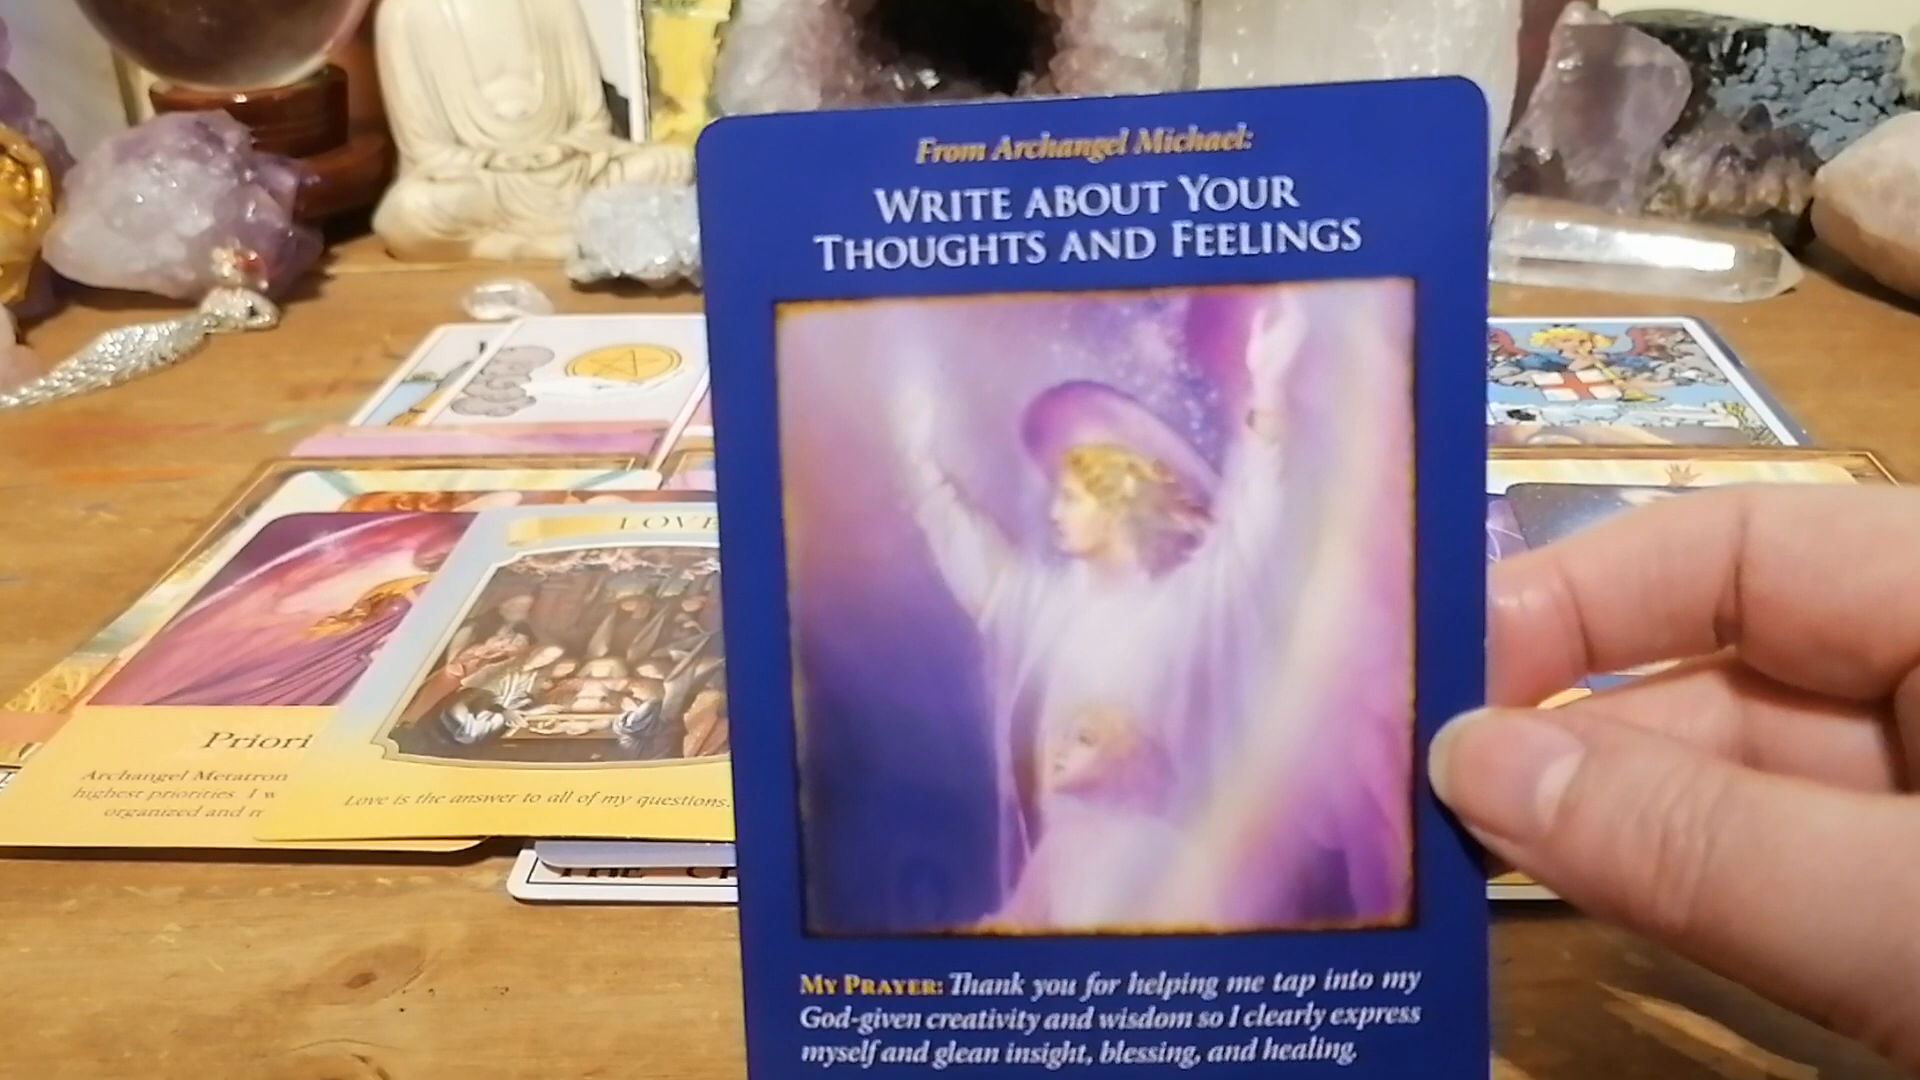 From Archangel Michael:
WRITE ABOUT YOUR
THOUGHTS AND FEELINGS
LOVE
Priori
Archangel Metatron
highest priorities. I w
organized and
Love is the answer to all of my questions.
THE
MY PRAYER: Thank you for helping me tap into my
God-given creativity and wisdom so I clearly express
myself and glean insight, blessing, and healing.